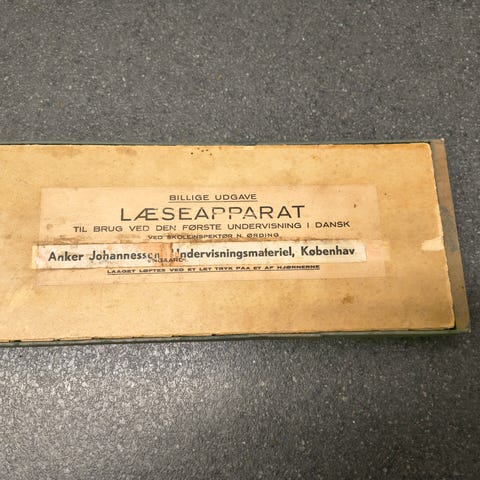 BILLIGE UDGAVE
LÆSEAPPARAT
TIL BRUG VED DEN FØRSTE UNDERVISNING I DANSK
VED SKOLEINSPEKTØR N. ØRDING
Anker Johannessen Undervisningsmateriel, Københav
LAAGET LØFTES VED ET LET TRYK PAA ET AF HJØRNERNE